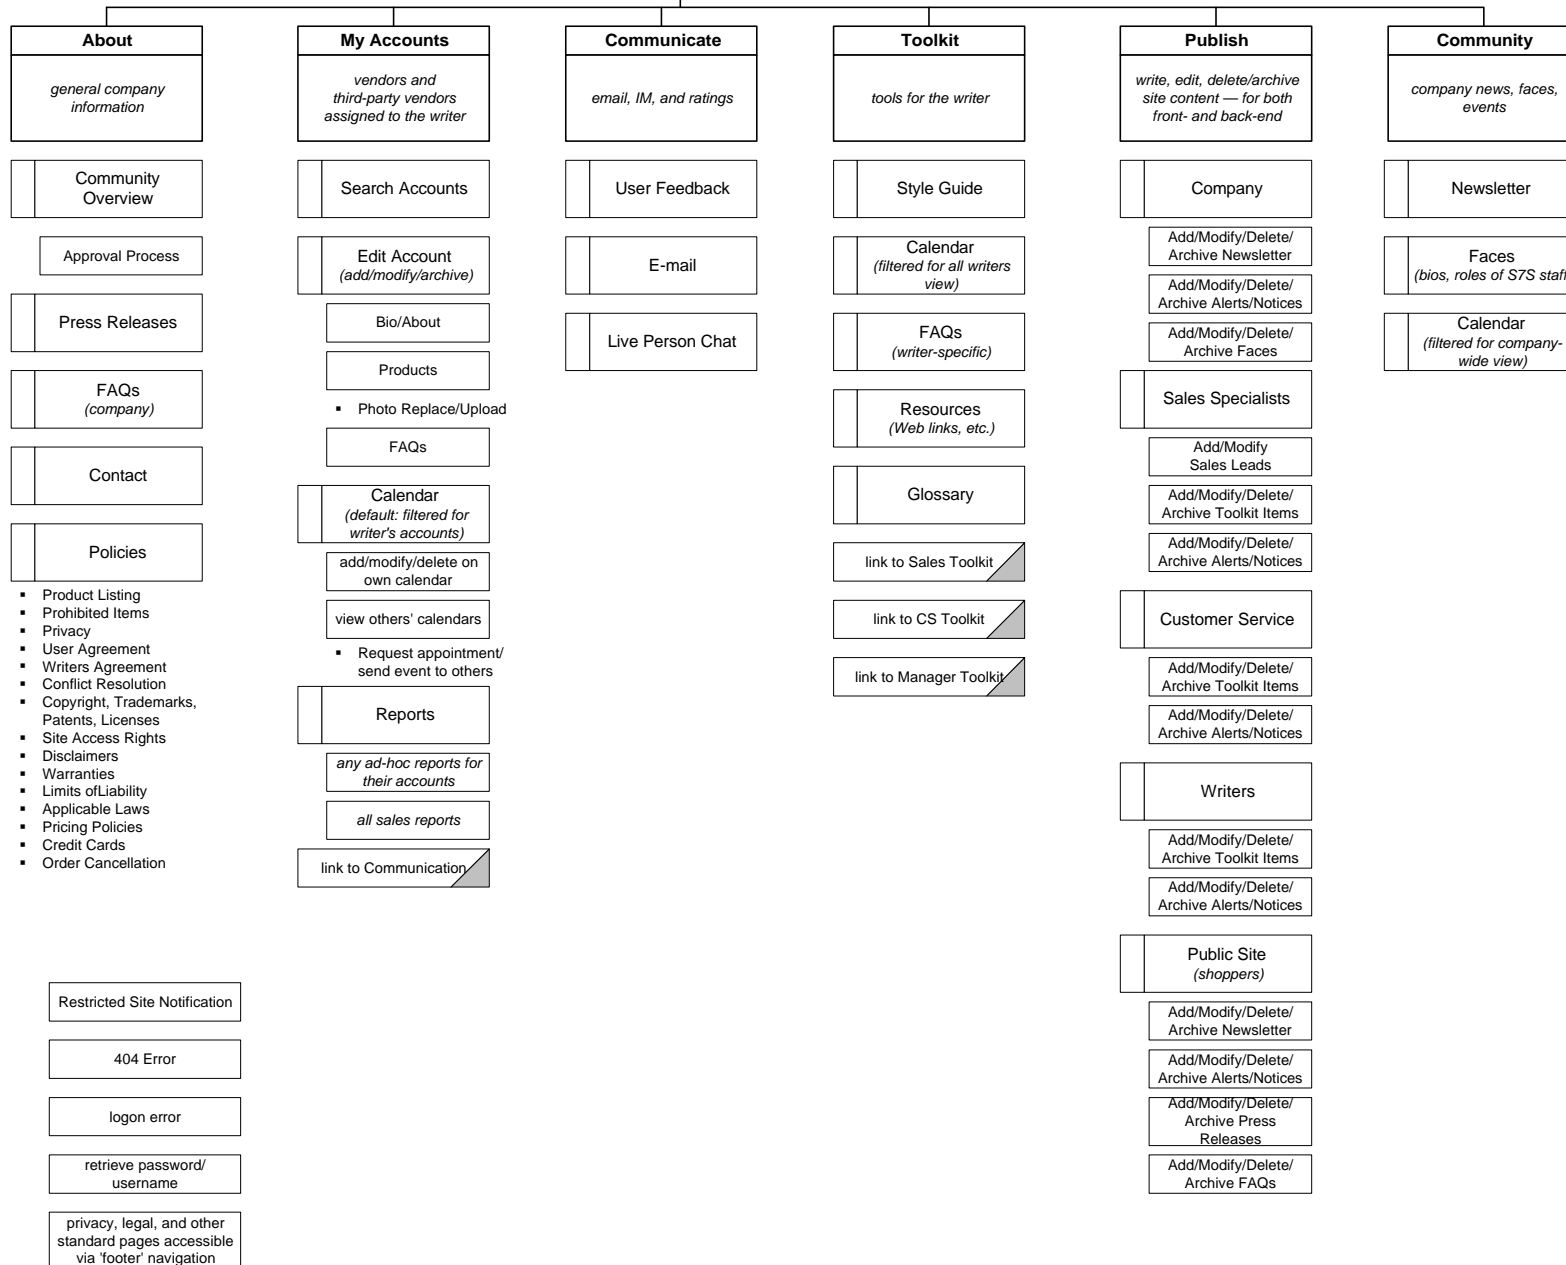 About
general company
information
Community
Overview
Approval Process
Press Releases
FAQs
(company)
Contact
Policies
▪ Product Listing
▪ Prohibited Items
▪ Privacy
▪ User Agreement
▪ Writers Agreement
▪ Conflict Resolution
▪ Copyright, Trademarks,
Patents, Licenses
▪ Site Access Rights
▪ Disclaimers
▪ Warranties
▪ Limits ofLiability
▪ Applicable Laws
▪ Pricing Policies
▪ Credit Cards
▪ Order Cancellation
Restricted Site Notification
404 Error
logon error
retrieve password/
username
privacy, legal, and other
standard pages accessible
via 'footer' navigation
My Accounts
vendors and
third-party vendors
assigned to the writer
Search Accounts
Edit Account
(add/modify/archive)
Bio/About
Products
▪ Photo Replace/Upload
FAQs
Calendar
(default: filtered for
writer's accounts)
add/modify/delete on
own calendar
view others' calendars
▪ Request appointment/
send event to others
Reports
any ad-hoc reports for
their accounts
all sales reports
link to Communication
Communicate
email, IM, and ratings
User Feedback
E-mail
Live Person Chat
Toolkit
tools for the writer
Style Guide
Calendar
(filtered for all writers
view)
FAQs
(writer-specific)
Resources
(Web links, etc.)
Glossary
link to Sales Toolkit
link to CS Toolkit
link to Manager Toolkit
Publish
write, edit, delete/archive
site content — for both
front- and back-end
Company
Add/Modify/Delete/
Archive Newsletter
Add/Modify/Delete/
Archive Alerts/Notices
Add/Modify/Delete/
Archive Faces
Sales Specialists
Add/Modify
Sales Leads
Add/Modify/Delete/
Archive Toolkit Items
Add/Modify/Delete/
Archive Alerts/Notices
Customer Service
Add/Modify/Delete/
Archive Toolkit Items
Add/Modify/Delete/
Archive Alerts/Notices
Writers
Add/Modify/Delete/
Archive Toolkit Items
Add/Modify/Delete/
Archive Alerts/Notices
Public Site
(shoppers)
Add/Modify/Delete/
Archive Newsletter
Add/Modify/Delete/
Archive Alerts/Notices
Add/Modify/Delete/
Archive Press
Releases
Add/Modify/Delete/
Archive FAQs
Community
company news, faces,
events
Newsletter
Faces
(bios, roles of S7S staff
Calendar
(filtered for company-
wide view)